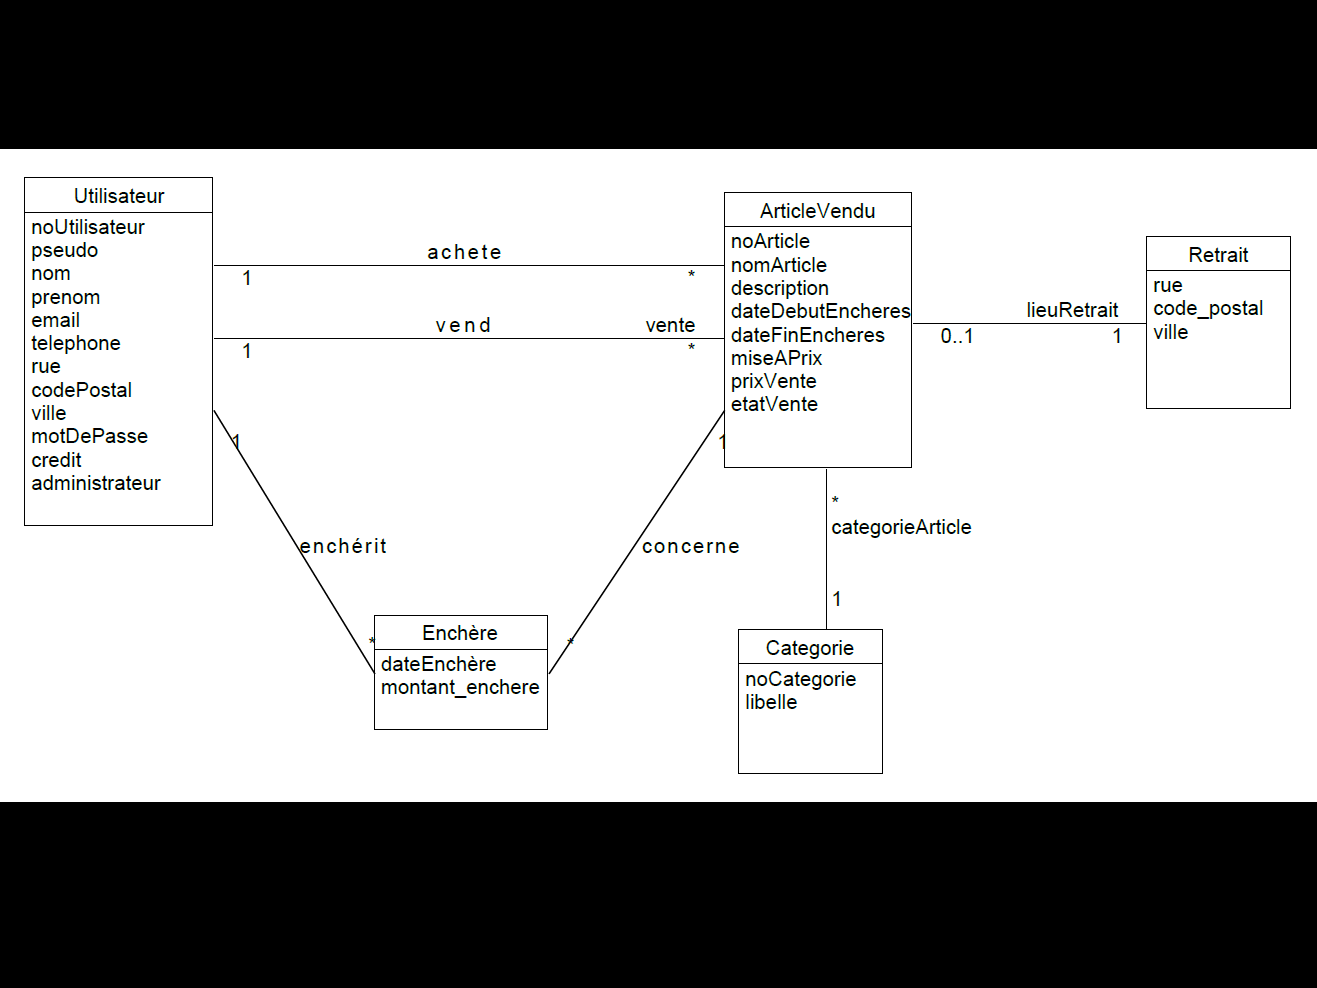 Utilisateur
noUtilisateur
pseudo
nom
prenom
email
telephone
rue
codePostal
ville
motDePasse
credit
administrateur
achete
1
*
vend
vente
1
*
ArticleVendu
noArticle
nomArticle
description
dateDebutEncheres
dateFinEncheres
miseAPrix
prixVente
etatVente
lieuRetrait
0..1
1
Retrait
rue
code_postal
ville
1
enchérit
*
1
concerne
*
Enchère
dateEnchère
montant_enchere
*
categorieArticle
1
Categorie
noCategorie
libelle